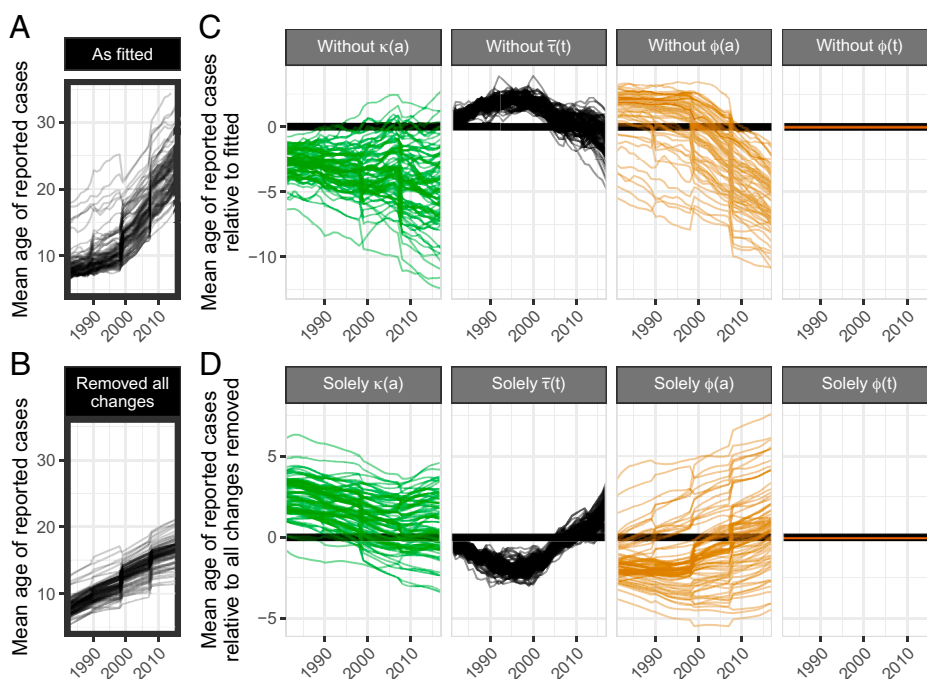 A
As fitted
Mean age of reported cases
30
20
10
1990
2000
2010
B
Removed all
changes
Mean age of reported cases
30
20
10
1990
2000
2010
C
Mean age of reported cases
relative to fitted
Without κ(a)
Without τ̅(t)
Without ϕ(a)
Without ϕ(t)
0
−5
−10
1990
2000
2010
1990
2000
2010
1990
2000
2010
1990
2000
2010
D
Mean age of reported cases
relative to all changes removed
Solely κ(a)
Solely τ̅(t)
Solely ϕ(a)
Solely ϕ(t)
5
0
−5
1990
2000
2010
1990
2000
2010
1990
2000
2010
1990
2000
2010